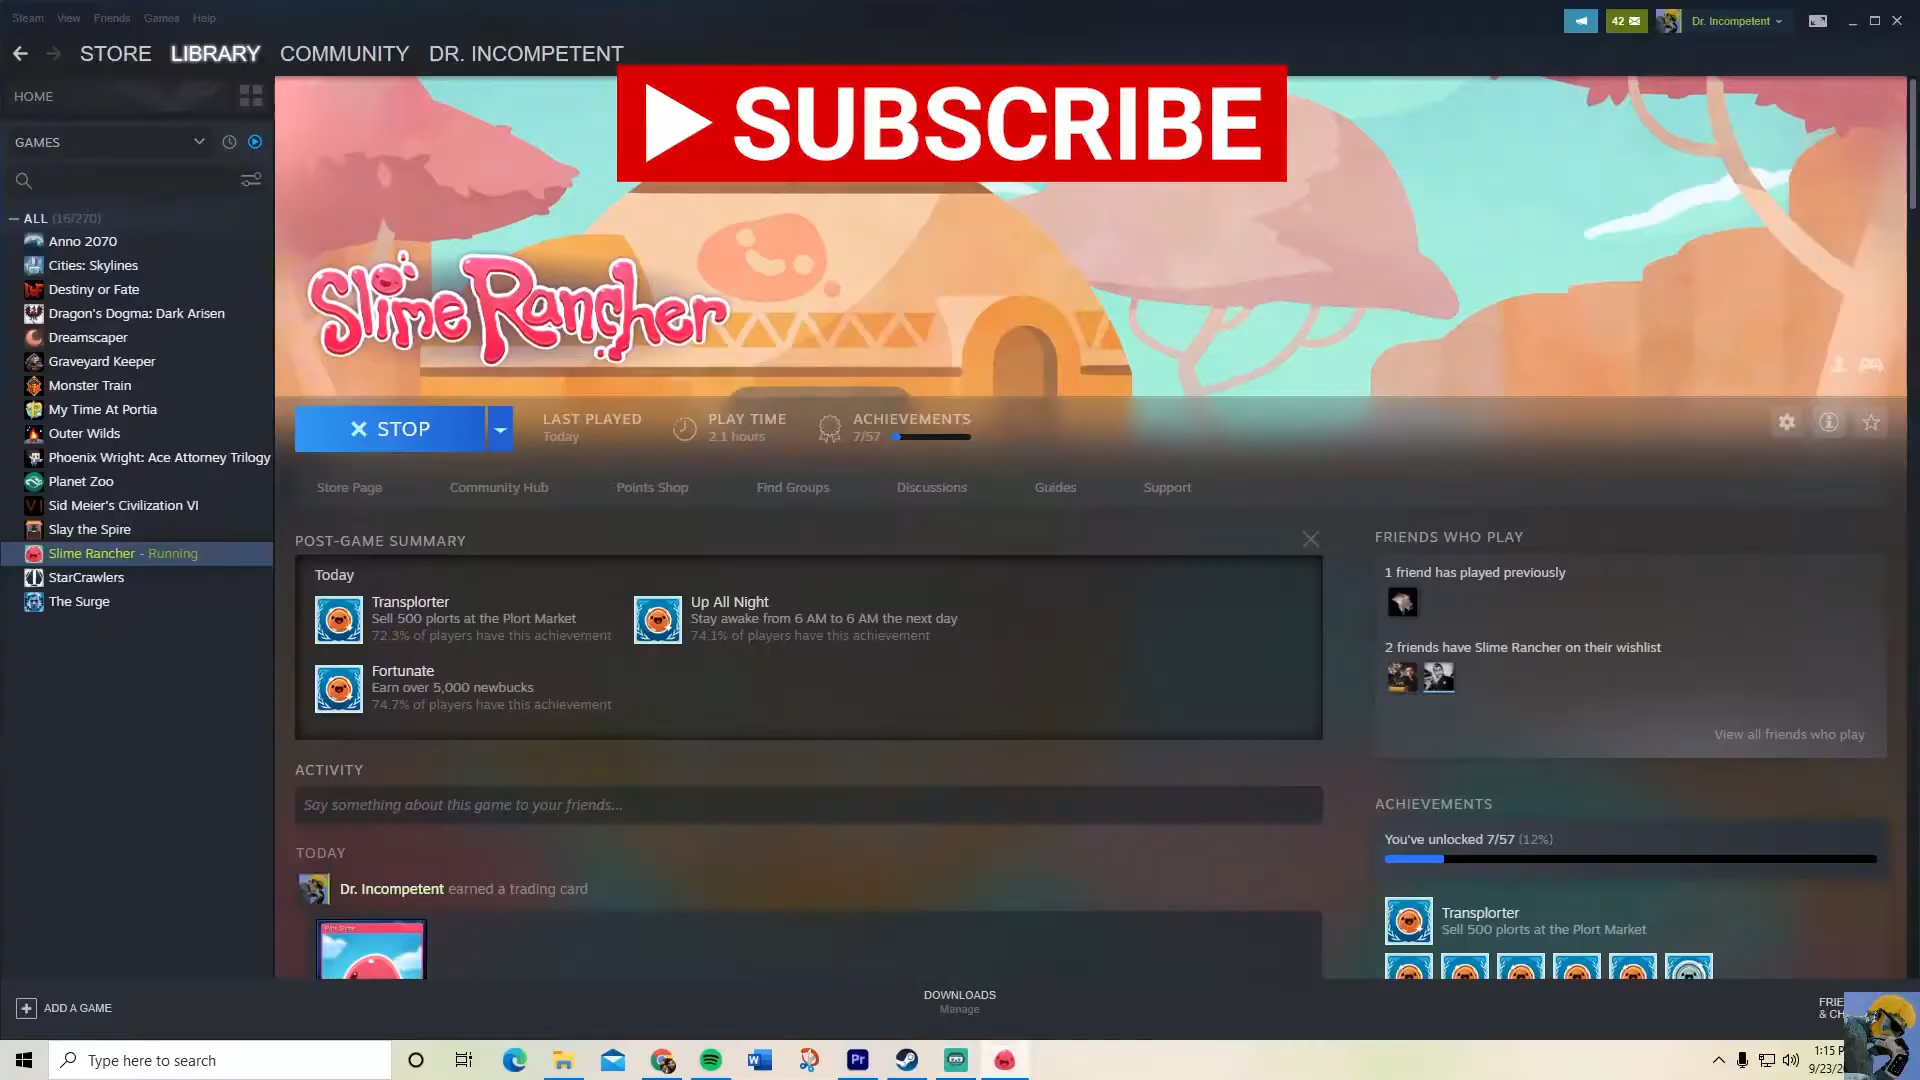 Steam View Friends Games Help
42
Dr. Incompetent
STORE LIBRARY COMMUNITY DR. INCOMPETENT
SUBSCRIBE
HOME
GAMES
ALL (16/270)
Anno 2070
Cities: Skylines
Destiny or Fate
Dragon's Dogma: Dark Arisen
Dreamscaper
Graveyard Keeper
Monster Train
My Time At Portia
Outer Wilds
Phoenix Wright: Ace Attorney Trilogy
Planet Zoo
Sid Meier's Civilization VI
Slay the Spire
Slime Rancher - Running
StarCrawlers
The Surge
Slime Rancher
STOP
LAST PLAYED
Today
PLAY TIME
2.1 hours
ACHIEVEMENTS
7/57
Store Page Community Hub Points Shop Find Groups Discussions Guides Support
POST-GAME SUMMARY
Today
Transplorter
Sell 500 plorts at the Plort Market
72.3% of players have this achievement
Up All Night
Stay awake from 6 AM to 6 AM the next day
74.1% of players have this achievement
Fortunate
Earn over 5,000 newbucks
74.7% of players have this achievement
ACTIVITY
Say something about this game to your friends...
TODAY
Dr. Incompetent earned a trading card
FRIENDS WHO PLAY
1 friend has played previously
2 friends have Slime Rancher on their wishlist
View all friends who play
ACHIEVEMENTS
You've unlocked 7/57 (12%)
Transplorter
Sell 500 plorts at the Plort Market
ADD A GAME
DOWNLOADS
Manage
FRIE
& CH
Type here to search
W
Pr
1:15 P
9/23/20